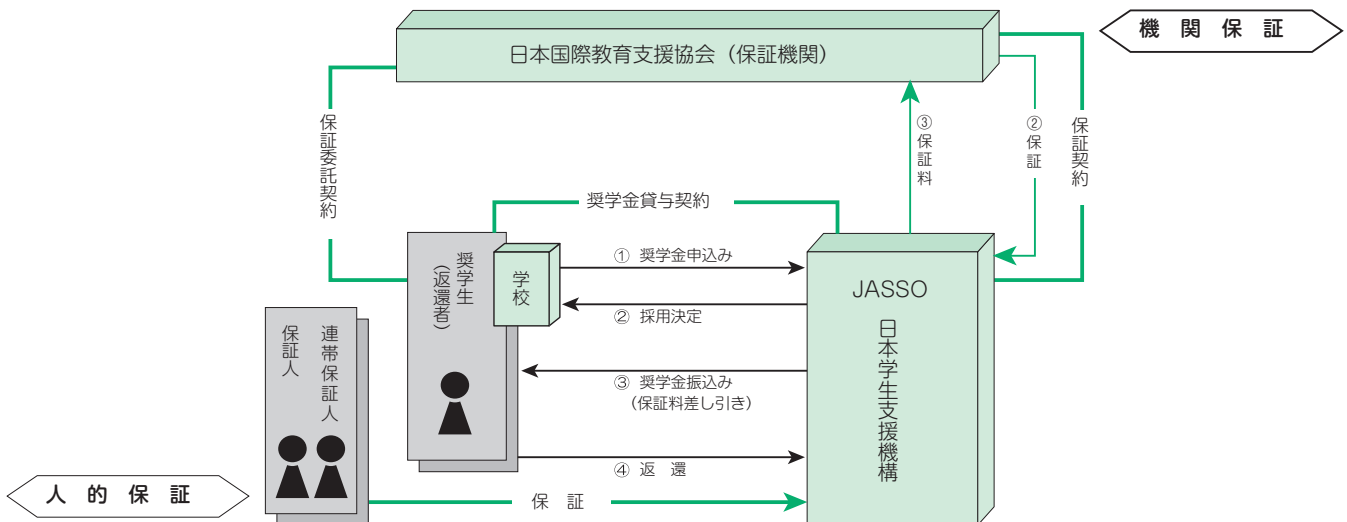 機関保証
日本国際教育支援協会（保証機関）
保証委託契約
③保証料
②保証
保証契約
奨学金貸与契約
奨学生
（返還者）
学校
① 奨学金申込み
② 採用決定
③ 奨学金振込み
（保証料差し引き）
④ 返 還
JASSO
日本学生支援機構
連帯保証人
保証人
人的保証
保 証